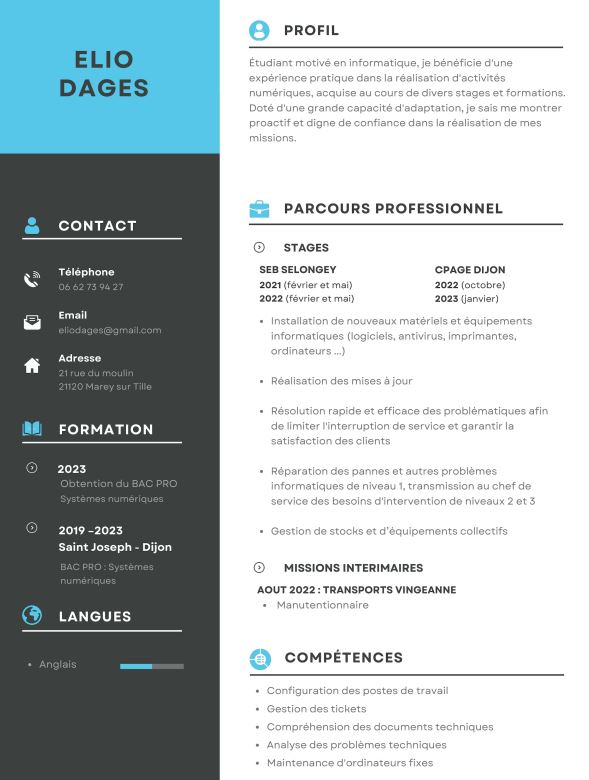 ELIO
DAGES
CONTACT
Téléphone
06 62 73 94 27
Email
eliodages@gmail.com
Adresse
21 rue du moulin
21120 Marey sur Tille
FORMATION
2023
Obtention du BAC PRO
Systèmes numériques
2019 -2023
Saint Joseph - Dijon
BAC PRO : Systèmes
numériques
LANGUES
• Anglais
PROFIL
Étudiant motivé en informatique, je bénéficie d'une
expérience pratique dans la réalisation d'activités
numériques, acquise au cours de divers stages et formations.
Doté d'une grande capacité d'adaptation, je sais me montrer
proactif et digne de confiance dans la réalisation de mes
missions.
PARCOURS PROFESSIONNEL
STAGES
SEB SELONGEY
2021 (février et mai)
2022 (février et mai)
CPAGE DIJON
2022 (octobre)
2023 (janvier)
• Installation de nouveaux matériels et équipements
informatiques (logiciels, antivirus, imprimantes,
ordinateurs ...)
• Réalisation des mises à jour
• Résolution rapide et efficace des problématiques afin
de limiter l'interruption de service et garantir la
satisfaction des clients
• Réparation des pannes et autres problèmes
informatiques de niveau 1, transmission au chef de
service des besoins d'intervention de niveaux 2 et 3
• Gestion de stocks et d'équipements collectifs
MISSIONS INTERIMAIRES
AOUT 2022 : TRANSPORTS VINGEANNE
• Manutentionnaire
COMPÉTENCES
• Configuration des postes de travail
• Gestion des tickets
• Compréhension des documents techniques
• Analyse des problèmes techniques
• Maintenance d'ordinateurs fixes